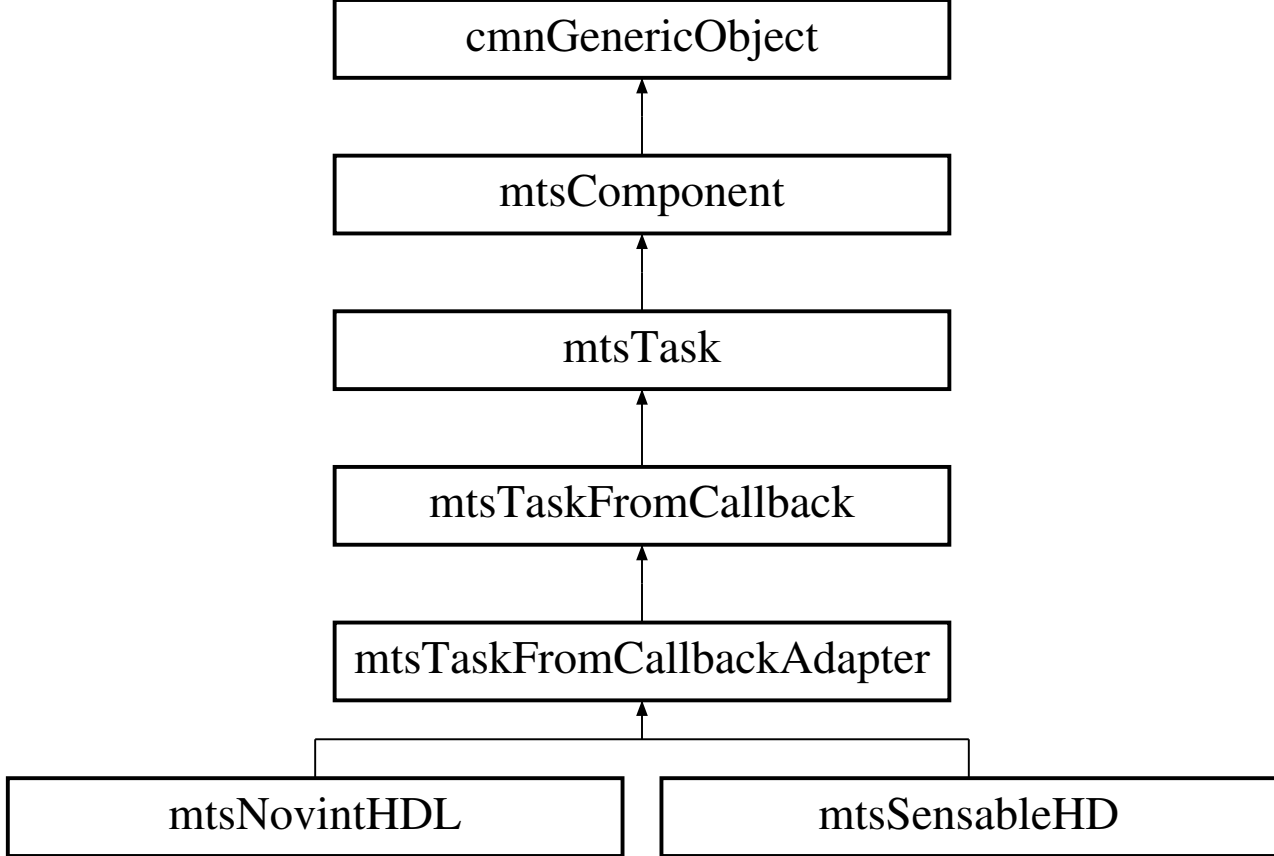 cmnGenericObject
mtsComponent
mtsTask
mtsTaskFromCallback
mtsTaskFromCallbackAdapter
mtsNovintHDL
mtsSensableHD